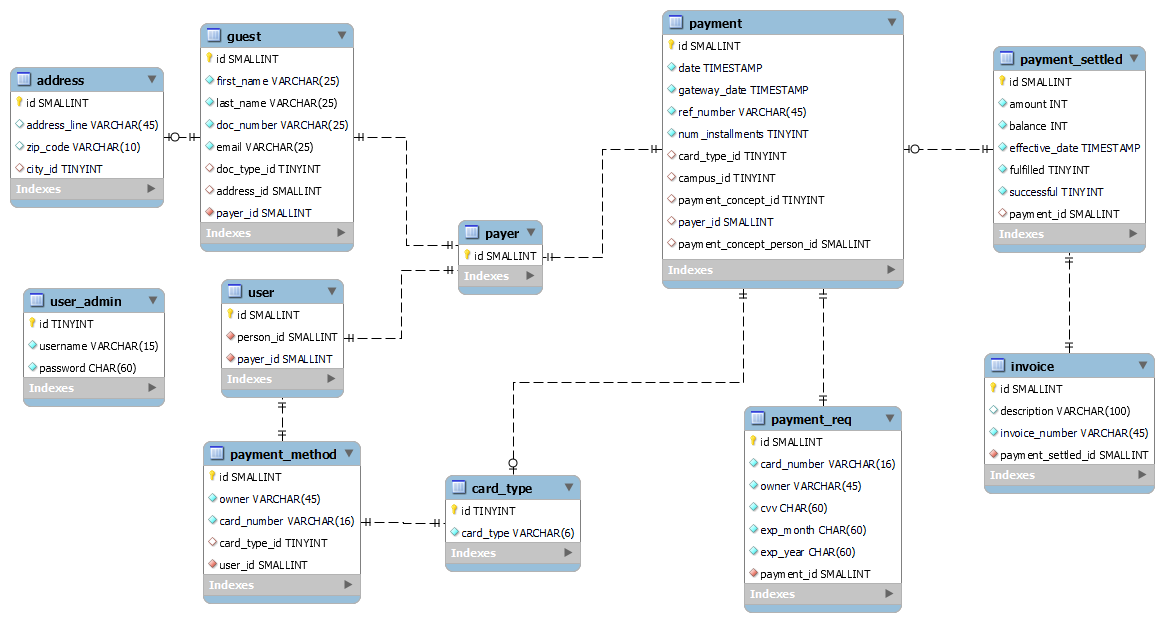 address
id SMALLINT
address_line VARCHAR(45)
zip_code VARCHAR(10)
city_id TINYINT
Indexes
guest
id SMALLINT
first_name VARCHAR(25)
last_name VARCHAR(25)
doc_number VARCHAR(25)
email VARCHAR(25)
doc_type_id TINYINT
address_id SMALLINT
payer_id SMALLINT
Indexes
payer
id SMALLINT
Indexes
payment
id SMALLINT
date TIMESTAMP
gateway_date TIMESTAMP
ref_number VARCHAR(45)
num_installments TINYINT
card_type_id TINYINT
campus_id TINYINT
payment_concept_id TINYINT
payer_id SMALLINT
payment_concept_person_id SMALLINT
Indexes
payment_settled
id SMALLINT
amount INT
balance INT
effective_date TIMESTAMP
fulfilled TINYINT
successful TINYINT
payment_id SMALLINT
Indexes
user_admin
id TINYINT
username VARCHAR(15)
password CHAR(60)
Indexes
user
id SMALLINT
person_id SMALLINT
payer_id SMALLINT
Indexes
payment_method
id SMALLINT
owner VARCHAR(45)
card_number VARCHAR(16)
card_type_id TINYINT
user_id SMALLINT
Indexes
card_type
id TINYINT
card_type VARCHAR(6)
Indexes
payment_req
id SMALLINT
card_number VARCHAR(16)
owner VARCHAR(45)
cvv CHAR(60)
exp_month CHAR(60)
exp_year CHAR(60)
payment_id SMALLINT
Indexes
invoice
id SMALLINT
description VARCHAR(100)
invoice_number VARCHAR(45)
payment_settled_id SMALLINT
Indexes